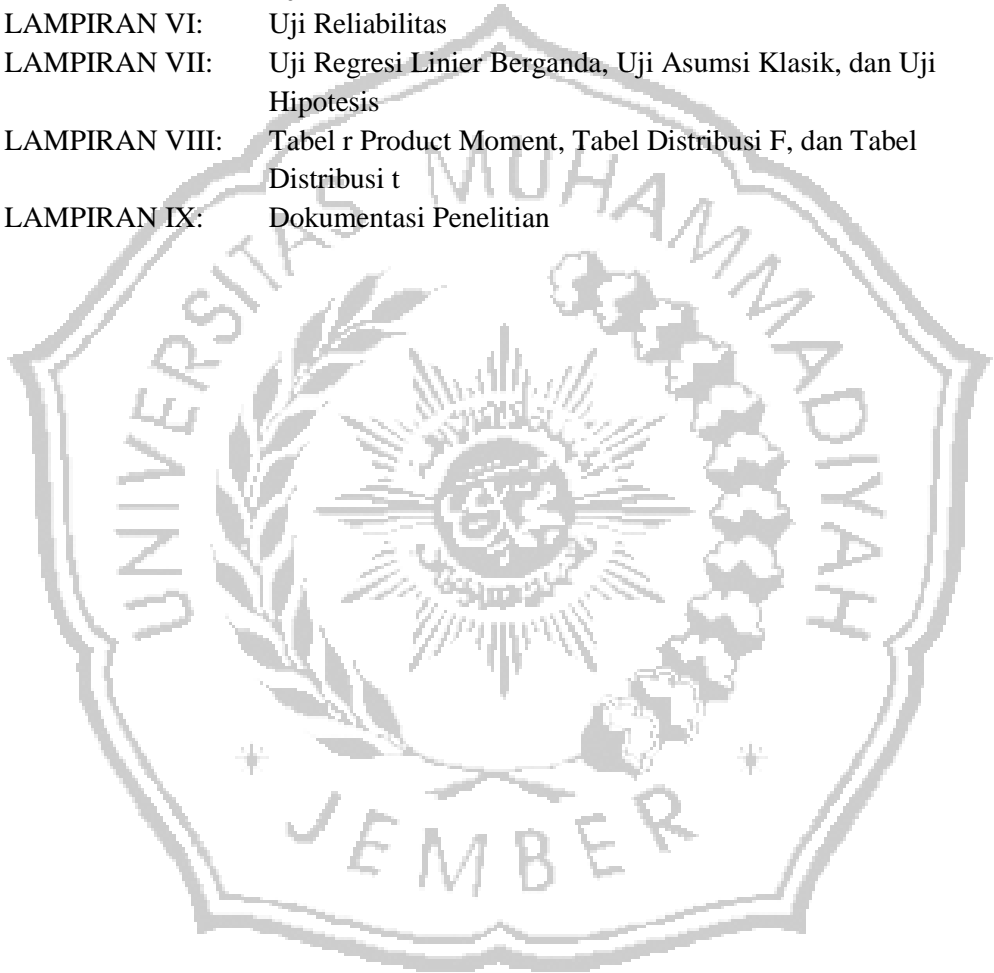 LAMPIRAN VI: Uji Reliabilitas
LAMPIRAN VII: Uji Regresi Linier Berganda, Uji Asumsi Klasik, dan Uji
Hipotesis
LAMPIRAN VIII: Tabel r Product Moment, Tabel Distribusi F, dan Tabel
Distribusi t
LAMPIRAN IX: Dokumentasi Penelitian
UNIVERSITAS MUHAMMADIYAH
JEMBER